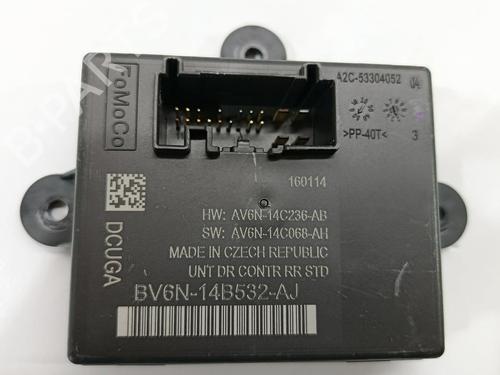 FoMoCo
A2C-53304052
04
>PP-40T<
3
160114
HW: AV6N-14C236-AB
SW: AV6N-14C068-AH
MADE IN CZECH REPUBLIC
UNT DR CONTR RR STD
DCUGA
BV6N-14B532-AJ